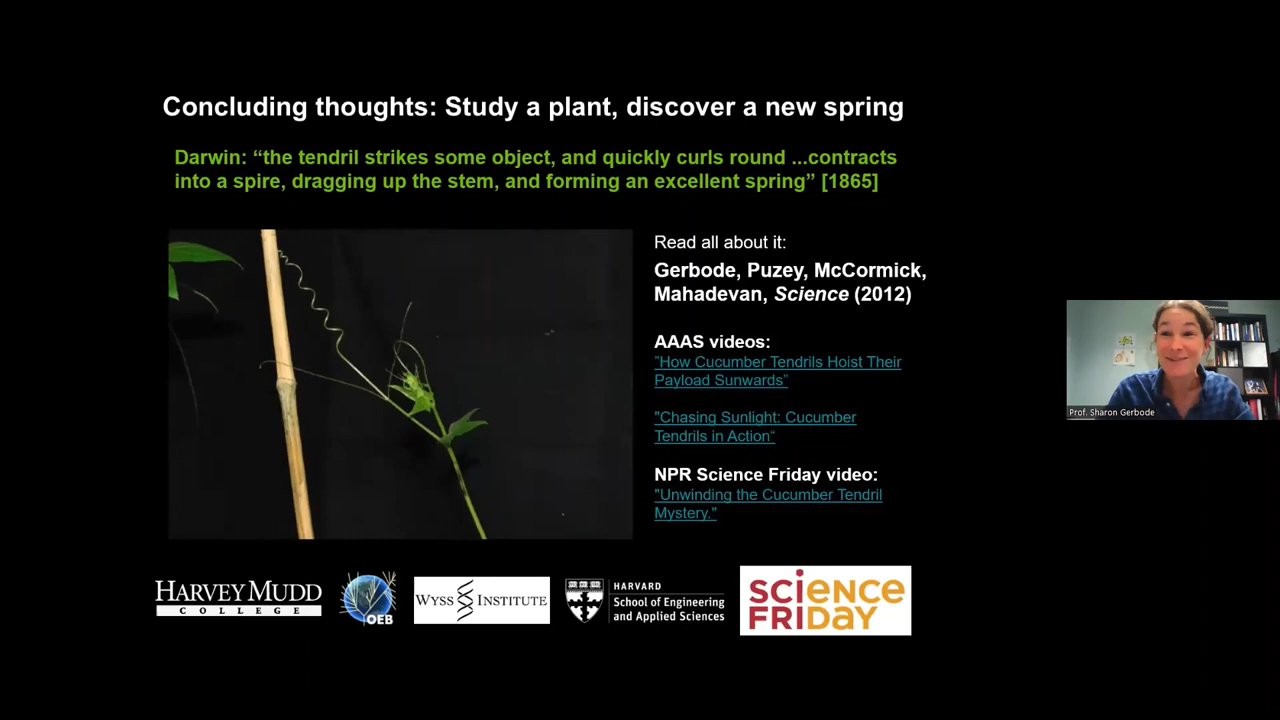 Concluding thoughts: Study a plant, discover a new spring
Darwin: “the tendril strikes some object, and quickly curls round ...contracts
into a spire, dragging up the stem, and forming an excellent spring” [1865]
Read all about it:
Gerbode, Puzey, McCormick,
Mahadevan, Science (2012)
AAAS videos:
"How Cucumber Tendrils Hoist Their
Payload Sunwards”
"Chasing Sunlight: Cucumber
Tendrils in Action“
NPR Science Friday video:
"Unwinding the Cucumber Tendril
Mystery."
Prof. Sharon Gerbode
HARVEY MUDD
COLLEGE
OEB
WYSS INSTITUTE
HARVARD
School of Engineering
and Applied Sciences
SCIENCE
FRIDAY